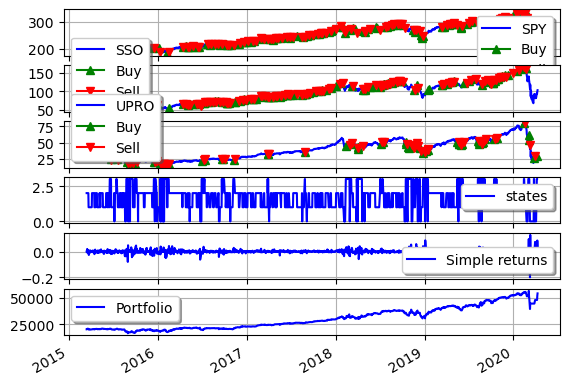 300
200
SPY
Buy
150
100
50
SSO
Buy
Sell
75
50
25
UPRO
Buy
Sell
2.5
0.0
states
0.0
−0.2
Simple returns
50000
25000
Portfolio
2015 2016 2017 2018 2019 2020